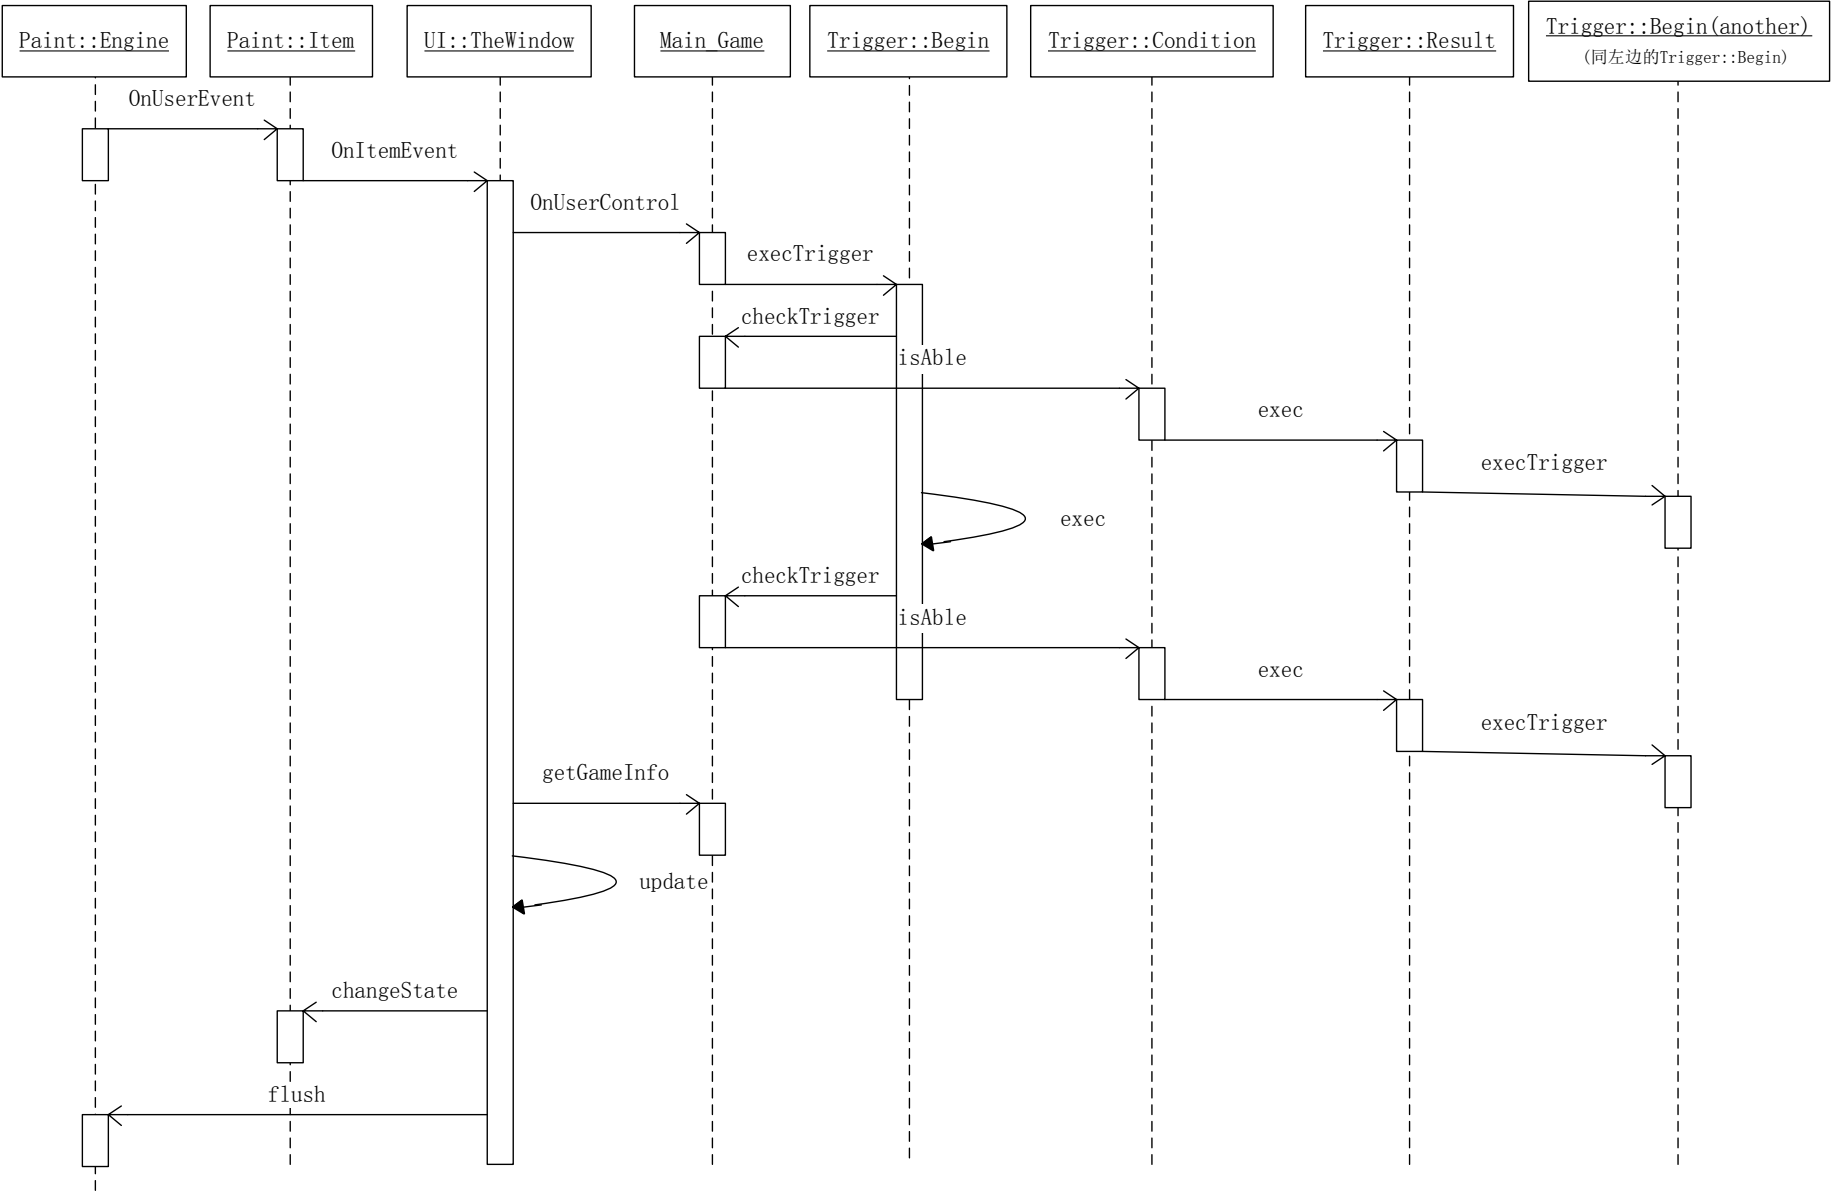 Paint::Engine
Paint::Item
UI::TheWindow
Main_Game
Trigger::Begin
Trigger::Condition
Trigger::Result
Trigger::Begin(another)
(同左边的Trigger::Begin)
OnUserEvent
OnItemEvent
OnUserControl
execTrigger
checkTrigger
isAble
exec
execTrigger
exec
checkTrigger
isAble
exec
execTrigger
getGameInfo
update
changeState
flush